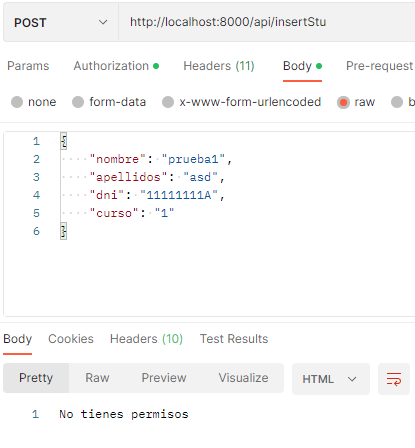 POST http://localhost:8000/api/insertStu
Params Authorization Headers (11) Body Pre-request
none form-data x-www-form-urlencoded raw b
1 {
2 "nombre": "prueba1",
3 "apellidos": "asd",
4 "dni": "11111111A",
5 "curso": "1"
6 }
Body Cookies Headers (10) Test Results
Pretty Raw Preview Visualize HTML
1 No tienes permisos